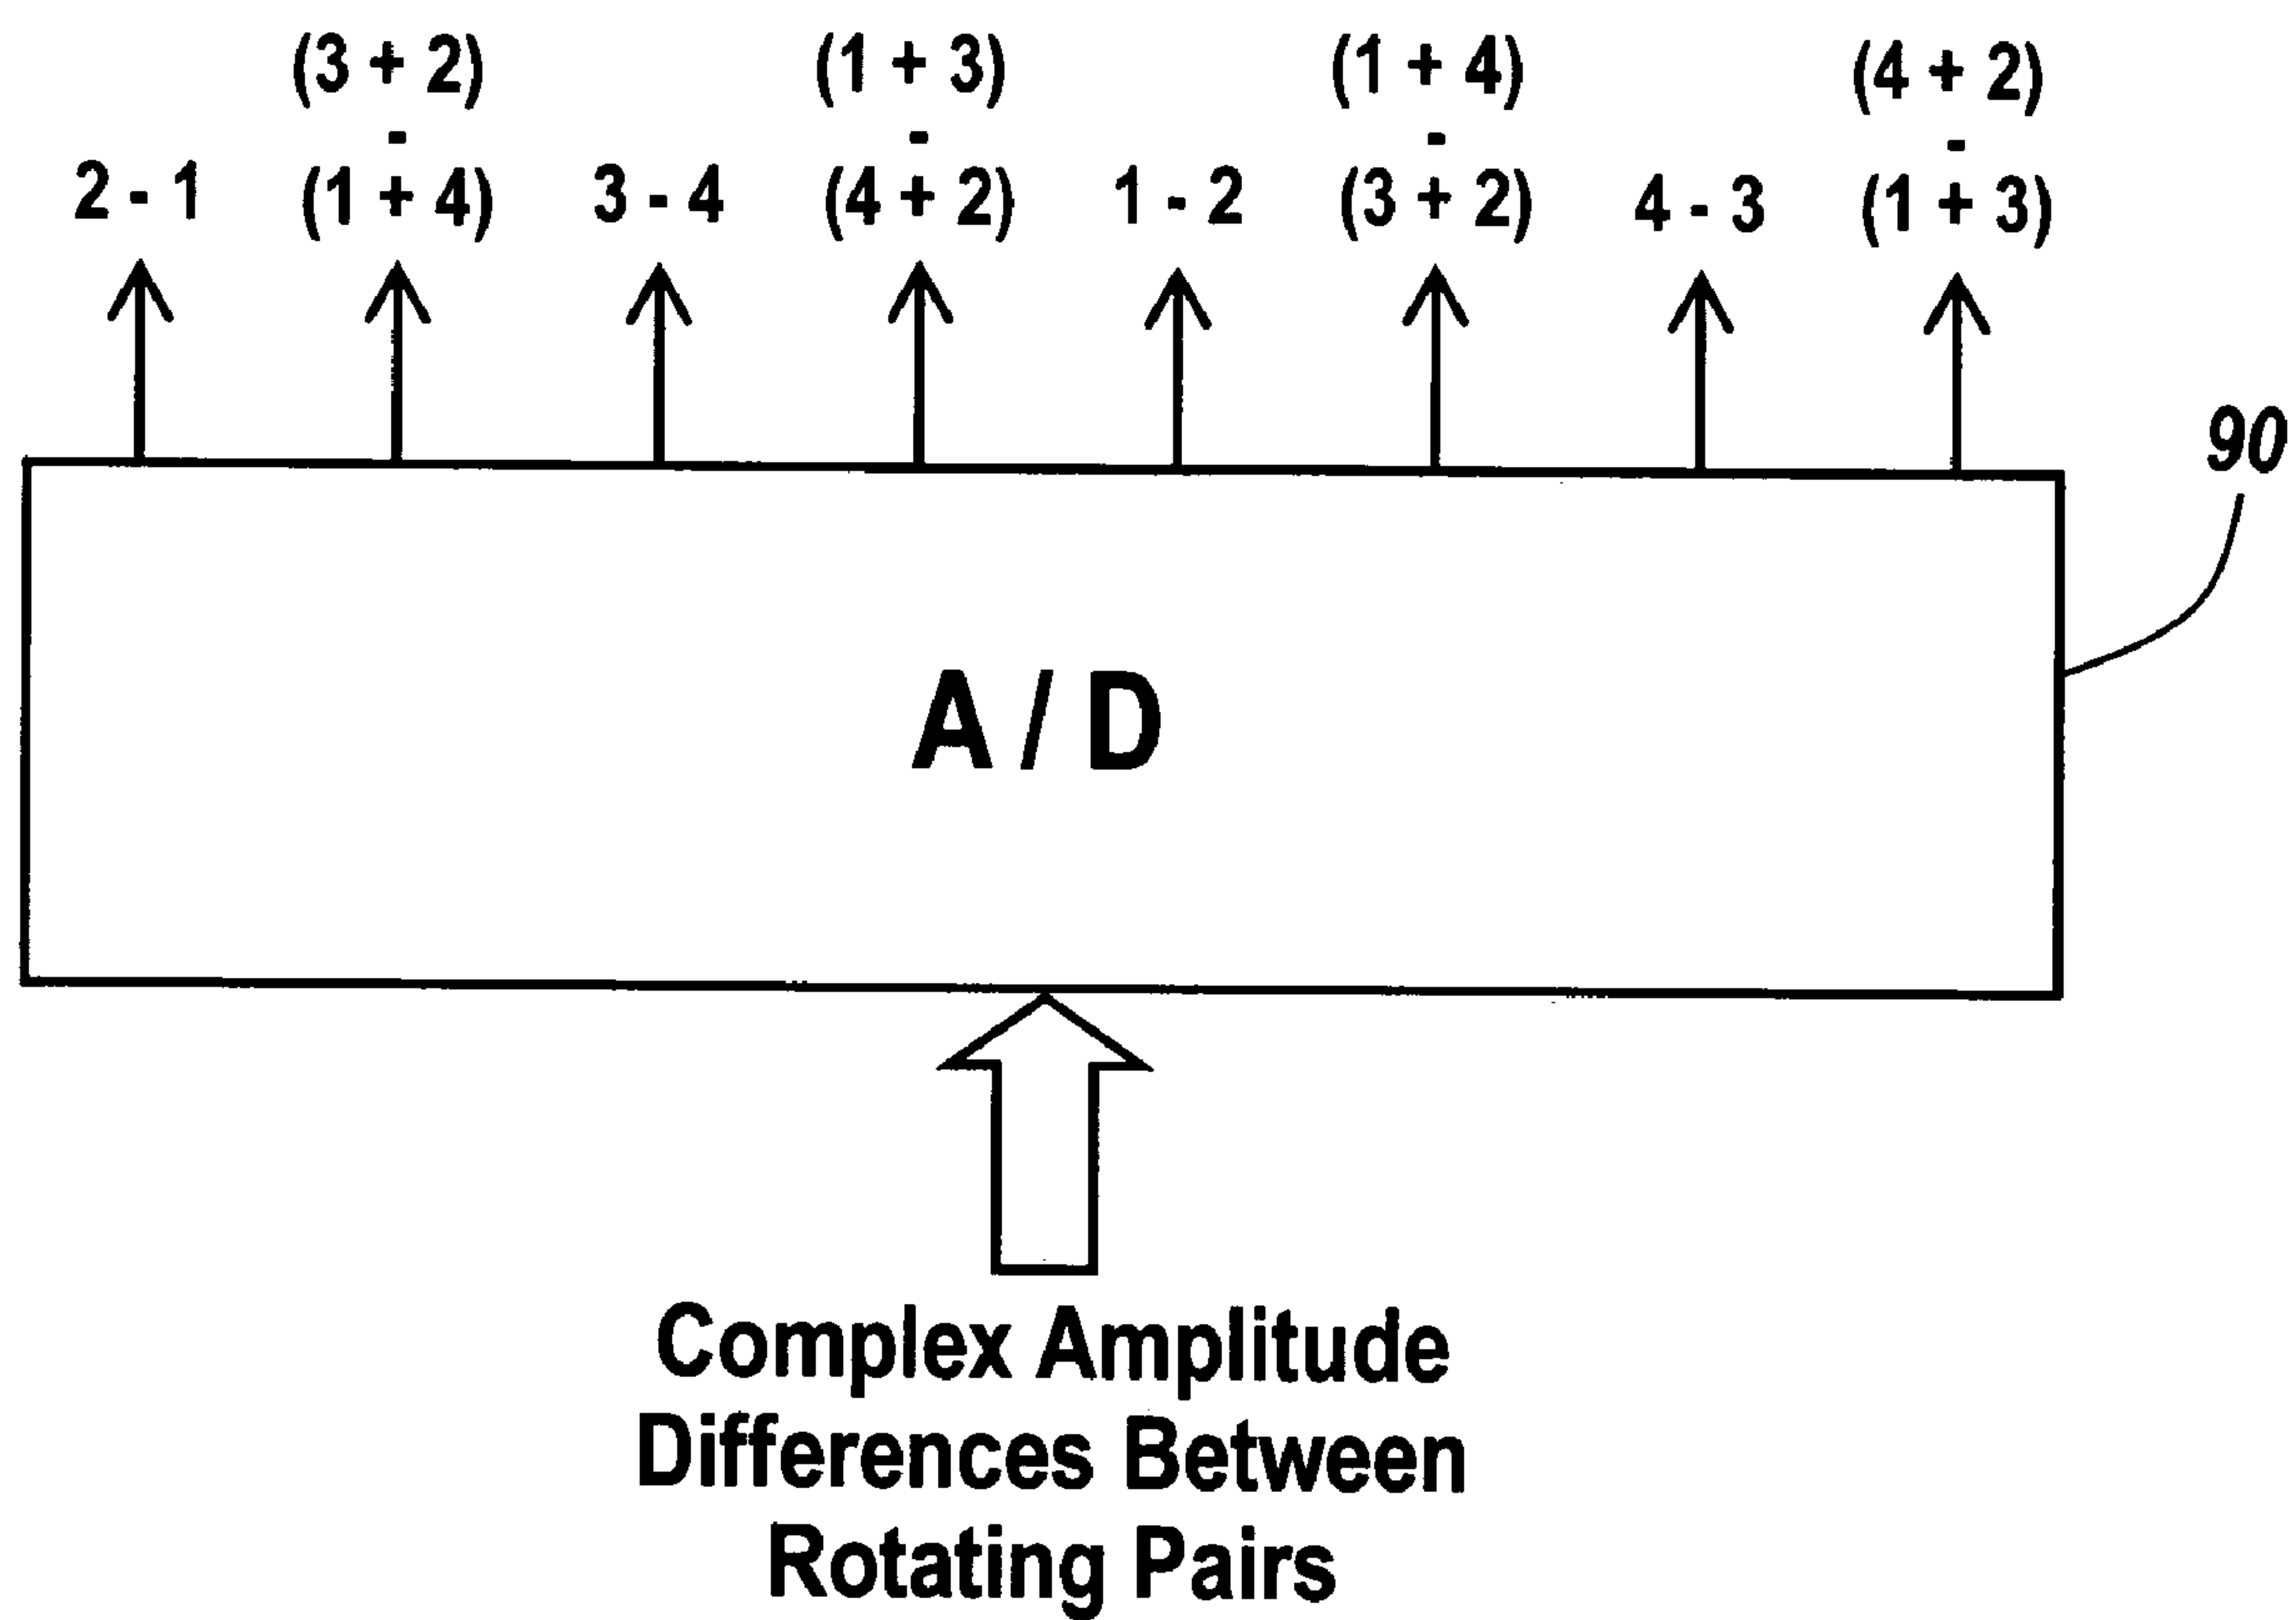 (3 + 2) (1 + 3) (1 + 4) (4 + 2)
- - - -
2 - 1 (1 + 4) 3 - 4 (4 + 2) 1 - 2 (3 + 2) 4 - 3 (1 + 3)
90
A / D
Complex Amplitude
Differences Between
Rotating Pairs